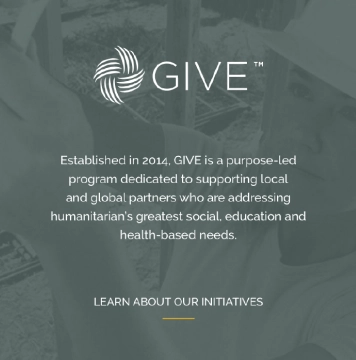 GIVE™
Established in 2014, GIVE is a purpose-led
program dedicated to supporting local
and global partners who are addressing
humanitarian's greatest social, education and
health-based needs.
LEARN ABOUT OUR INITIATIVES